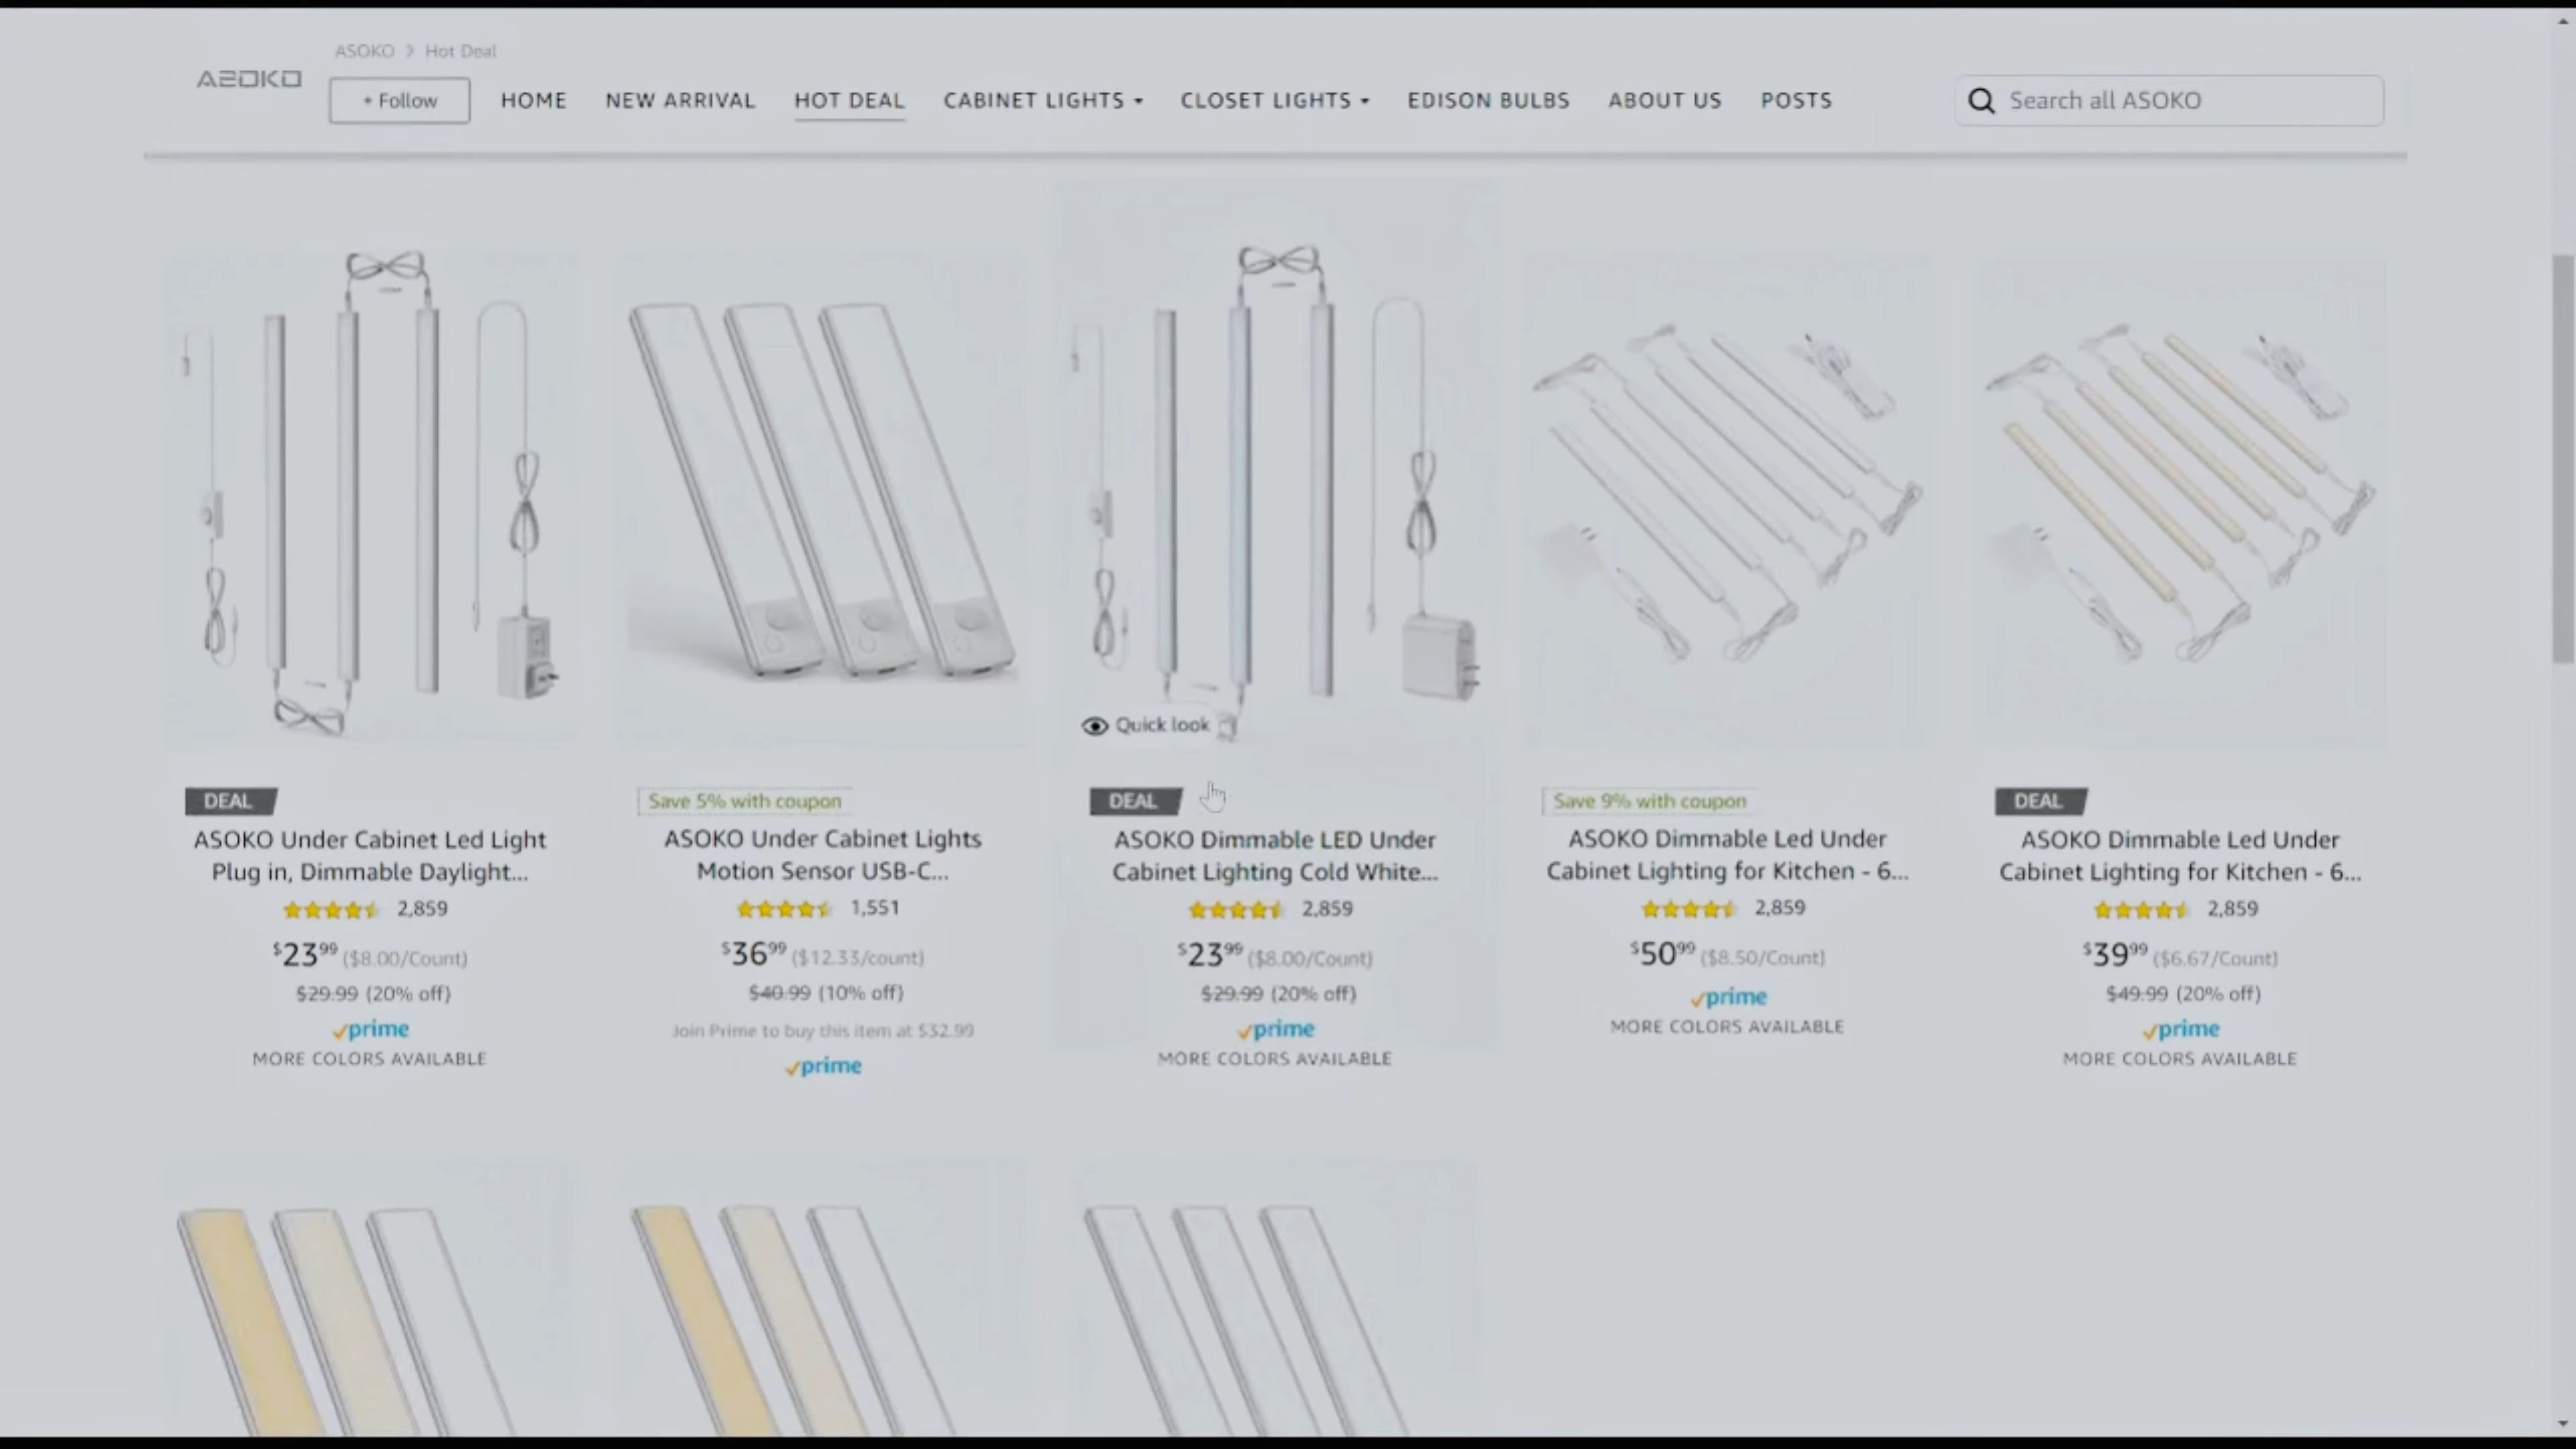 ASOKO > Hot Deal
ASOKO
+ Follow
HOME
NEW ARRIVAL
HOT DEAL
CABINET LIGHTS
CLOSET LIGHTS
EDISON BULBS
ABOUT US
POSTS
Search all ASOKO
Quick look
DEAL
ASOKO Under Cabinet Led Light
Plug in, Dimmable Daylight...
2,859
$23.99 ($8.00/Count)
$29.99 (20% off)
prime
MORE COLORS AVAILABLE
Save 5% with coupon
ASOKO Under Cabinet Lights
Motion Sensor USB-C...
1,551
$36.99 ($12.33/count)
$40.99 (10% off)
Join Prime to buy this item at $32.99
prime
DEAL
ASOKO Dimmable LED Under
Cabinet Lighting Cold White...
2,859
$23.99 ($8.00/Count)
$29.99 (20% off)
prime
MORE COLORS AVAILABLE
Save 9% with coupon
ASOKO Dimmable Led Under
Cabinet Lighting for Kitchen - 6...
2,859
$50.99 ($8.50/Count)
prime
MORE COLORS AVAILABLE
DEAL
ASOKO Dimmable Led Under
Cabinet Lighting for Kitchen - 6...
2,859
$39.99 ($6.67/Count)
$49.99 (20% off)
prime
MORE COLORS AVAILABLE